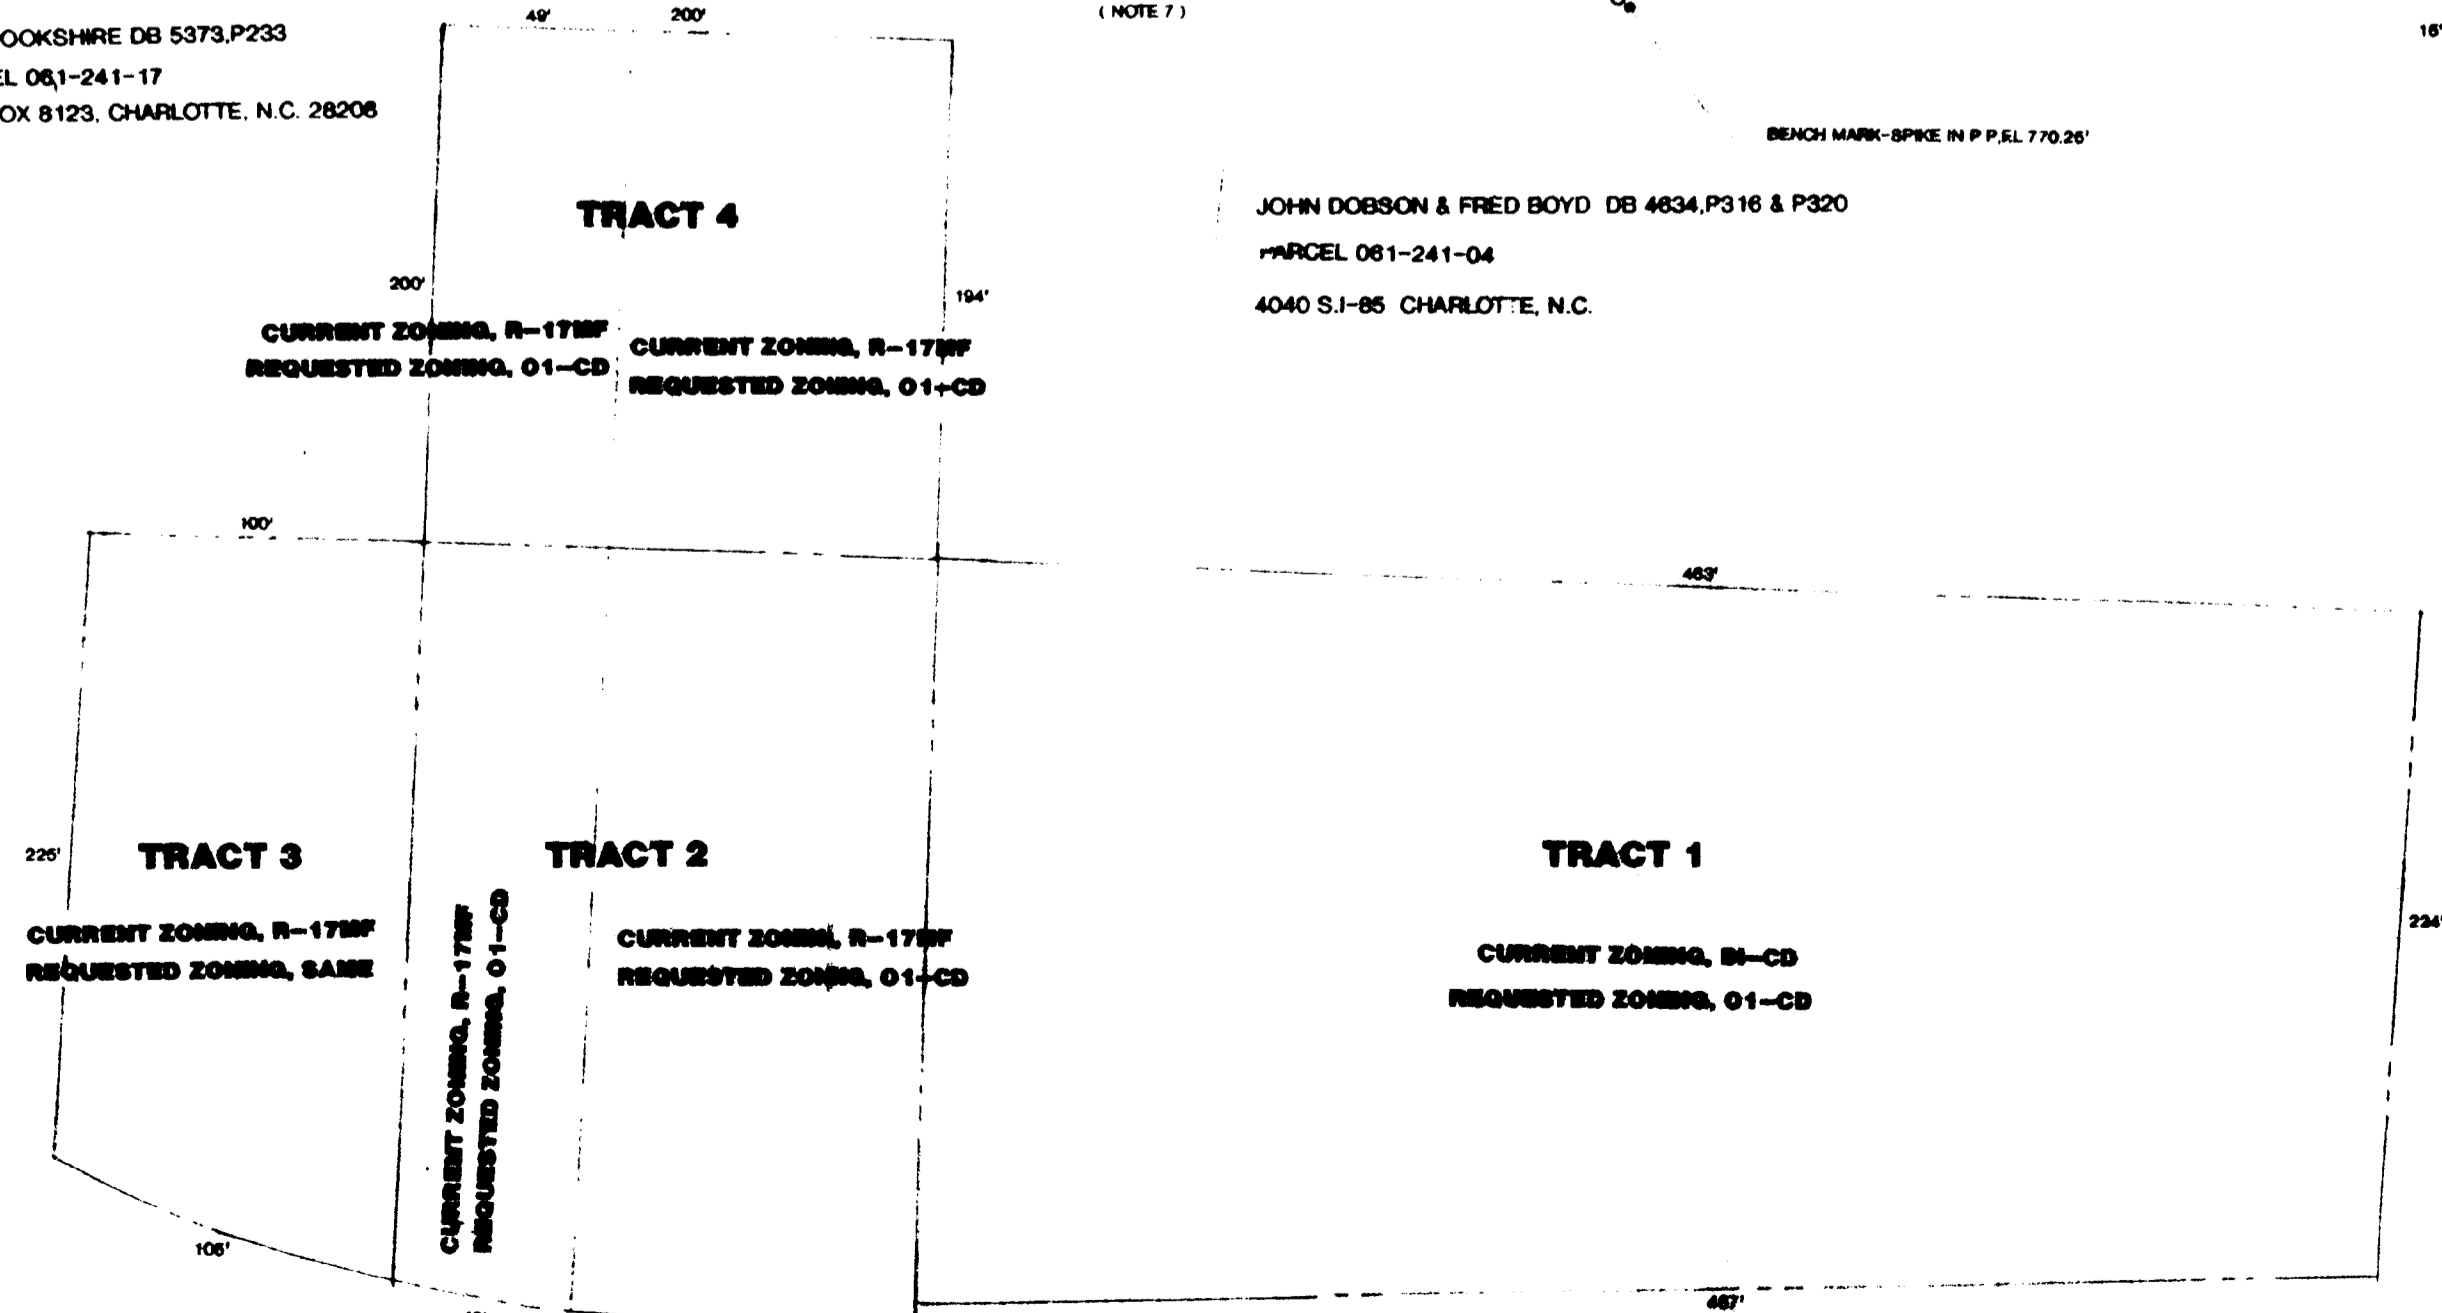 49'
200'
( NOTE 7 )
OOKSHIRE DB 5373,P233
EL 061-241-17
OX 8123, CHARLOTTE, N.C. 28208
BENCH MARK-SPIKE IN P P,EL 770.26'
TRACT 4
JOHN DOBSON & FRED BOYD DB 4634,P316 & P320
PARCEL 061-241-04
4040 S.I-85 CHARLOTTE, N.C.
200'
194'
CURRENT ZONING, R-17MF
REQUESTED ZONING, O1-CD
CURRENT ZONING, R-17MF
REQUESTED ZONING, O1-CD
100'
463'
225'
TRACT 3
CURRENT ZONING, R-17MF
REQUESTED ZONING, SAME
TRACT 2
CURRENT ZONING, R-17MF
REQUESTED ZONING, O1-CD
CURRENT ZONING, R-17MF
REQUESTED ZONING, O1-CD
TRACT 1
CURRENT ZONING, BI-CD
REQUESTED ZONING, O1-CD
224'
105'
467'